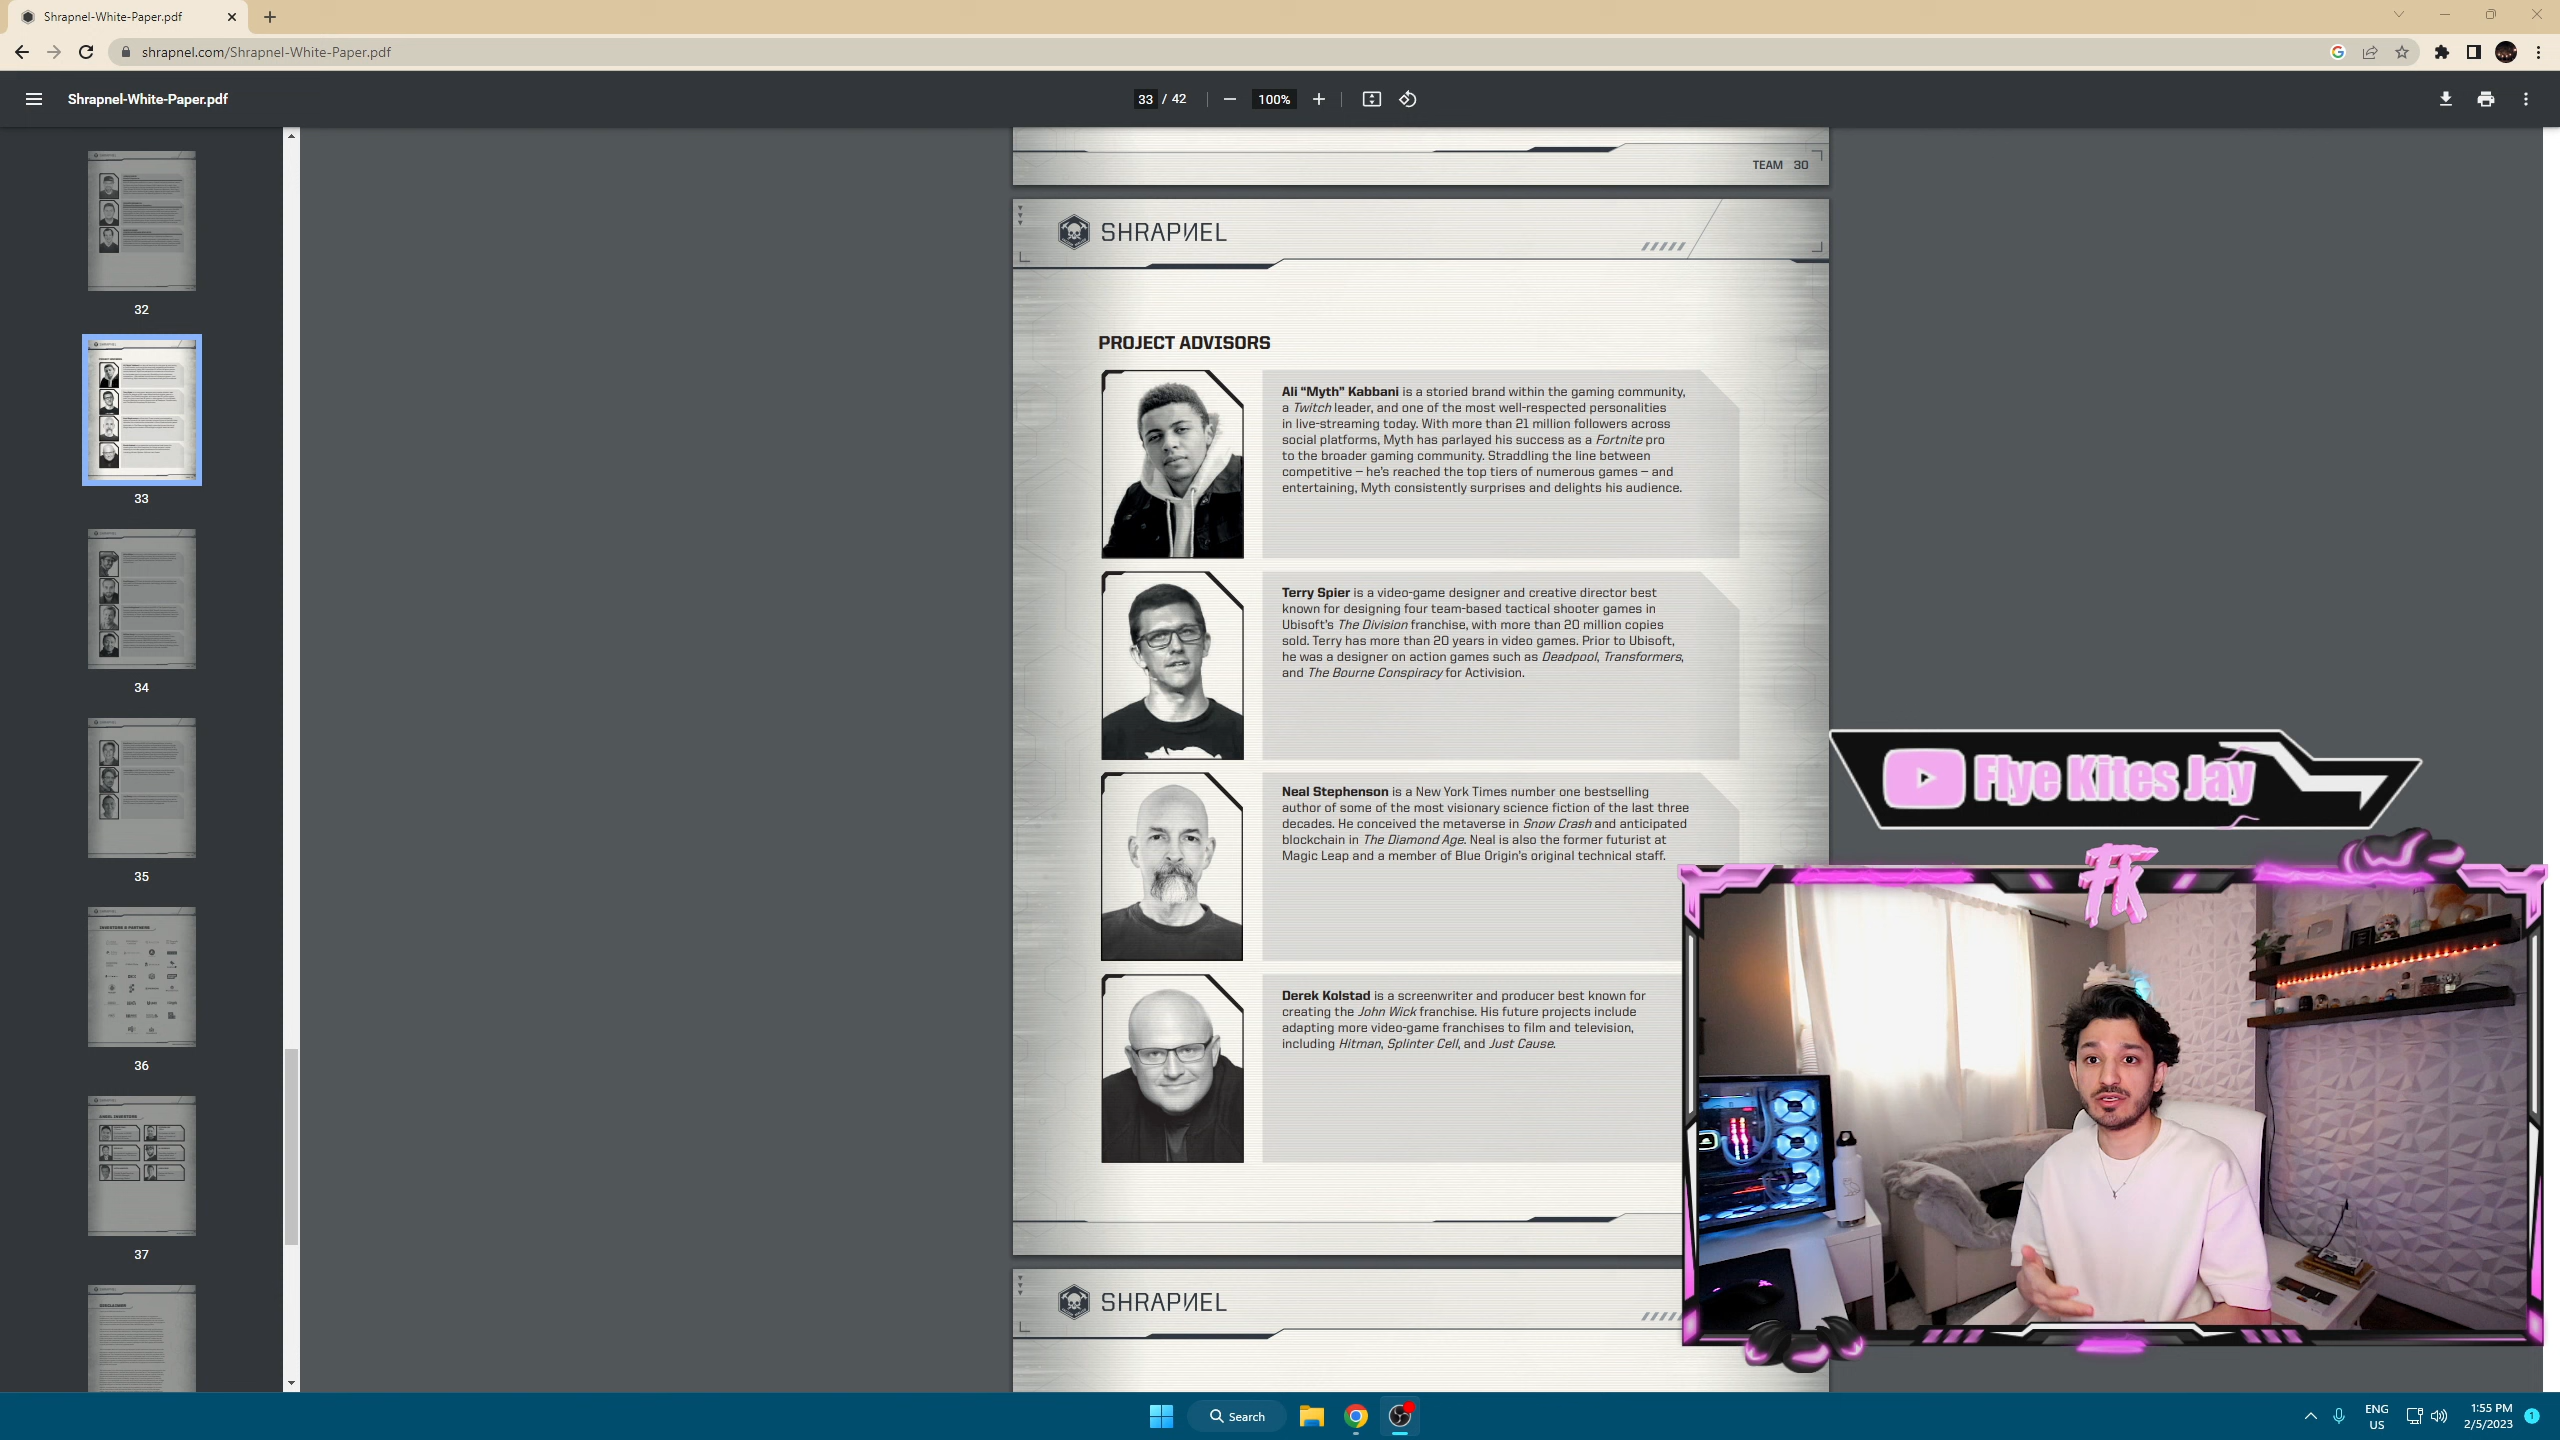 Shrapnel-White-Paper.pdf
shrapnel.com/Shrapnel-White-Paper.pdf
Shrapnel-White-Paper.pdf
33 / 42
100%
32
33
34
35
INVESTORS & PARTNERS
36
37
TEAM 30
SHRAPNEL
PROJECT ADVISORS
Ali “Myth” Kabbani is a storied brand within the gaming community,
a Twitch leader, and one of the most well-respected personalities
in live-streaming today. With more than 21 million followers across
social platforms, Myth has parlayed his success as a Fortnite pro
to the broader gaming community. Straddling the line between
competitive – he’s reached the top tiers of numerous games – and
entertaining, Myth consistently surprises and delights his audience.
Terry Spier is a video-game designer and creative director best
known for designing four team-based tactical shooter games in
Ubisoft’s The Division franchise, with more than 20 million copies
sold. Terry has more than 20 years in video games. Prior to Ubisoft,
he was a designer on action games such as Deadpool, Transformers,
and The Bourne Conspiracy for Activision.
Neal Stephenson is a New York Times number one bestselling
author of some of the most visionary science fiction of the last three
decades. He conceived the metaverse in Snow Crash and anticipated
blockchain in The Diamond Age. Neal is also the former futurist at
Magic Leap and a member of Blue Origin’s original technical staff.
Derek Kolstad is a screenwriter and producer best known for
creating the John Wick franchise. His future projects include
adapting more video-game franchises to film and television,
including Hitman, Splinter Cell, and Just Cause.
SHRAPNEL
Flye Kites Jay
FK
Search
ENG
US
1:55 PM
2/5/2023
1